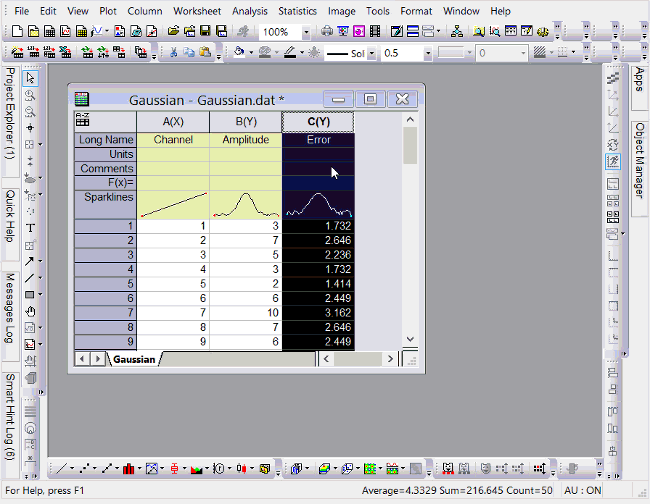 File Edit View Plot Column Worksheet Analysis Statistics Image Tools Format Window Help
100%
Sol 0.5 0
Project Explorer (1)
Quick Help
Messages Log
Smart Hint Log (6)
Apps
Object Manager
Gaussian - Gaussian.dat *
A(X) B(Y) C(Y)
Long Name Channel Amplitude Error
Units
Comments
F(x)=
Sparklines
1 1 3 1.732
2 2 7 2.646
3 3 5 2.236
4 4 3 1.732
5 5 2 1.414
6 6 6 2.449
7 7 10 3.162
8 8 7 2.646
9 9 6 2.449
Gaussian
For Help, press F1 Average=4.3329 Sum=216.645 Count=50 AU : ON